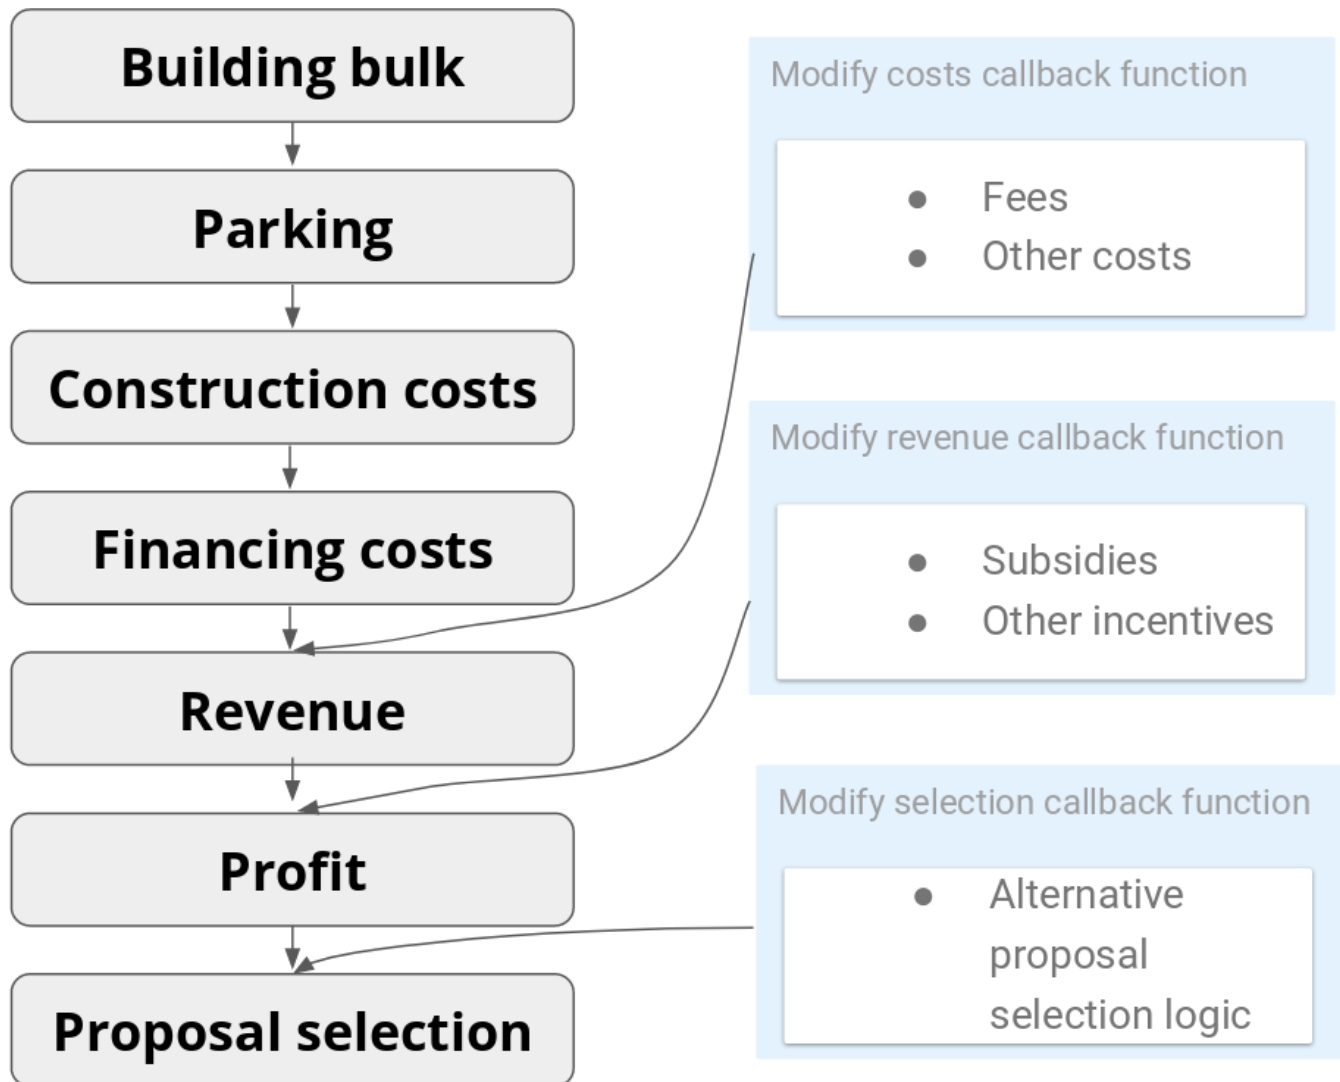 Building bulk
Parking
Construction costs
Financing costs
Revenue
Profit
Proposal selection
Modify costs callback function
● Fees
● Other costs
Modify revenue callback function
● Subsidies
● Other incentives
Modify selection callback function
● Alternative
proposal
selection logic